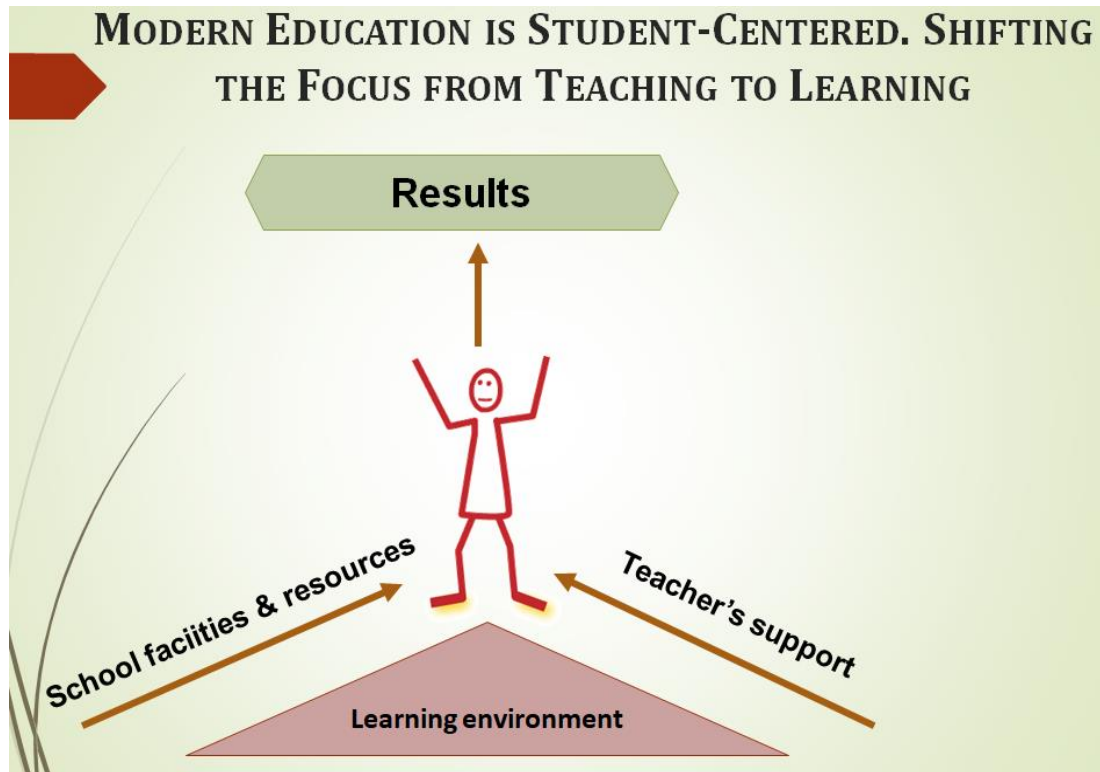 MODERN EDUCATION IS STUDENT-CENTERED. SHIFTING
THE FOCUS FROM TEACHING TO LEARNING
Results
School faciities & resources
Teacher's support
Learning environment